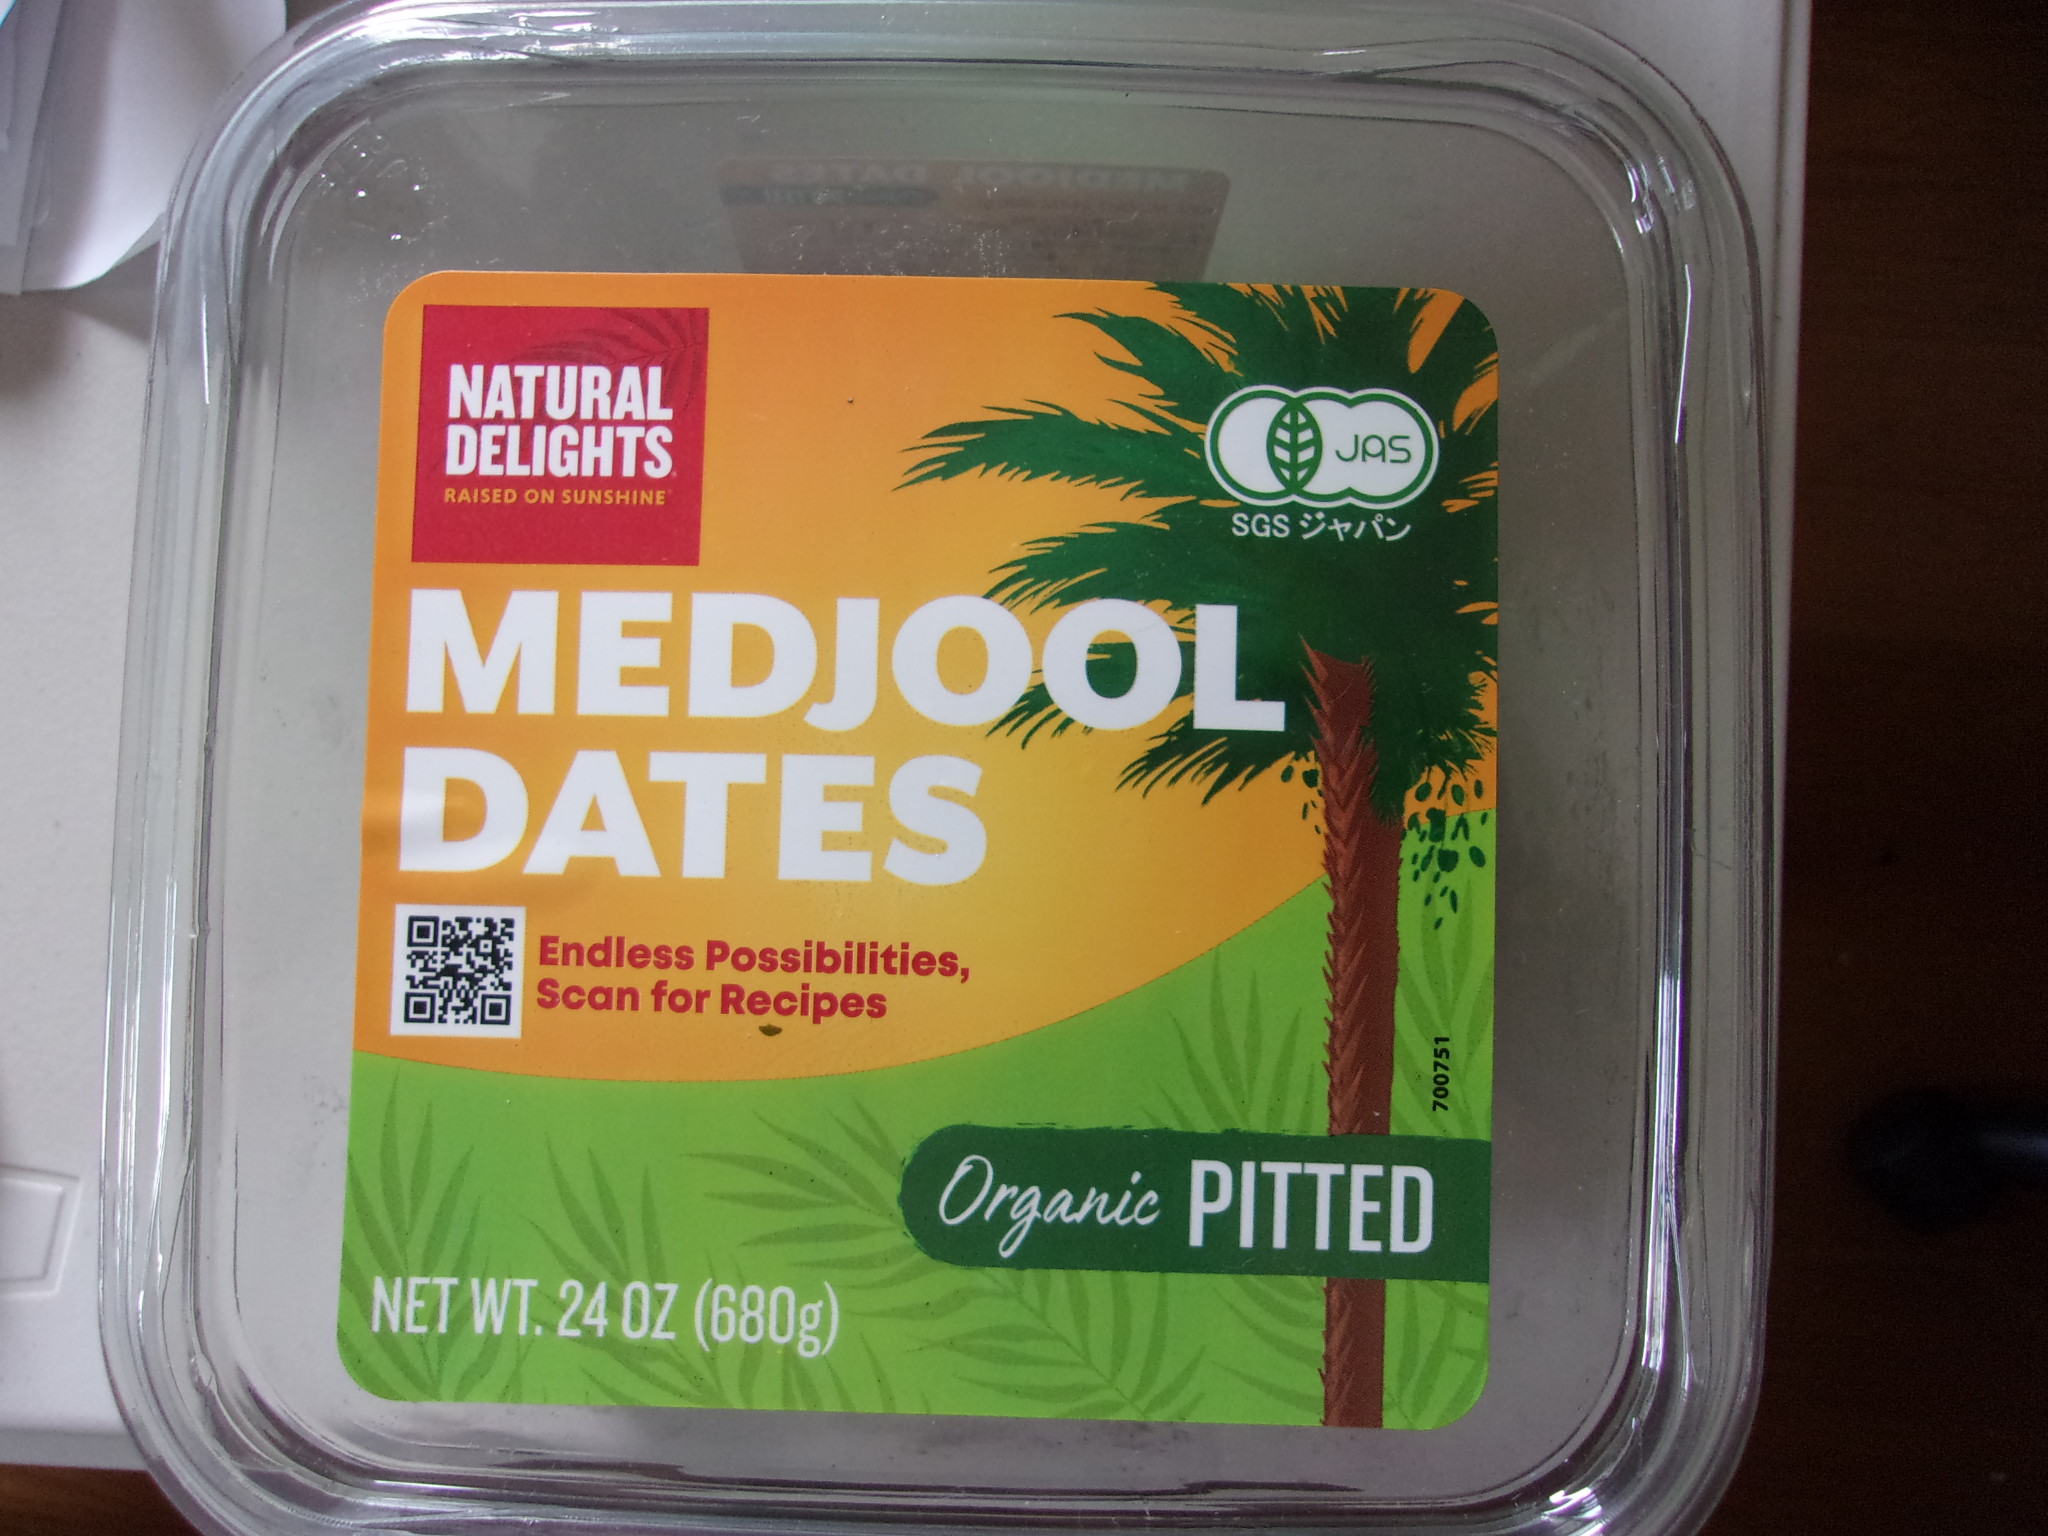 NATURAL
DELIGHTS
RAISED ON SUNSHINE
JAS
SGS ジャパン
MEDJOOL
DATES
Endless Possibilities,
Scan for Recipes
700751
Organic PITTED
NET WT. 24 OZ (680g)